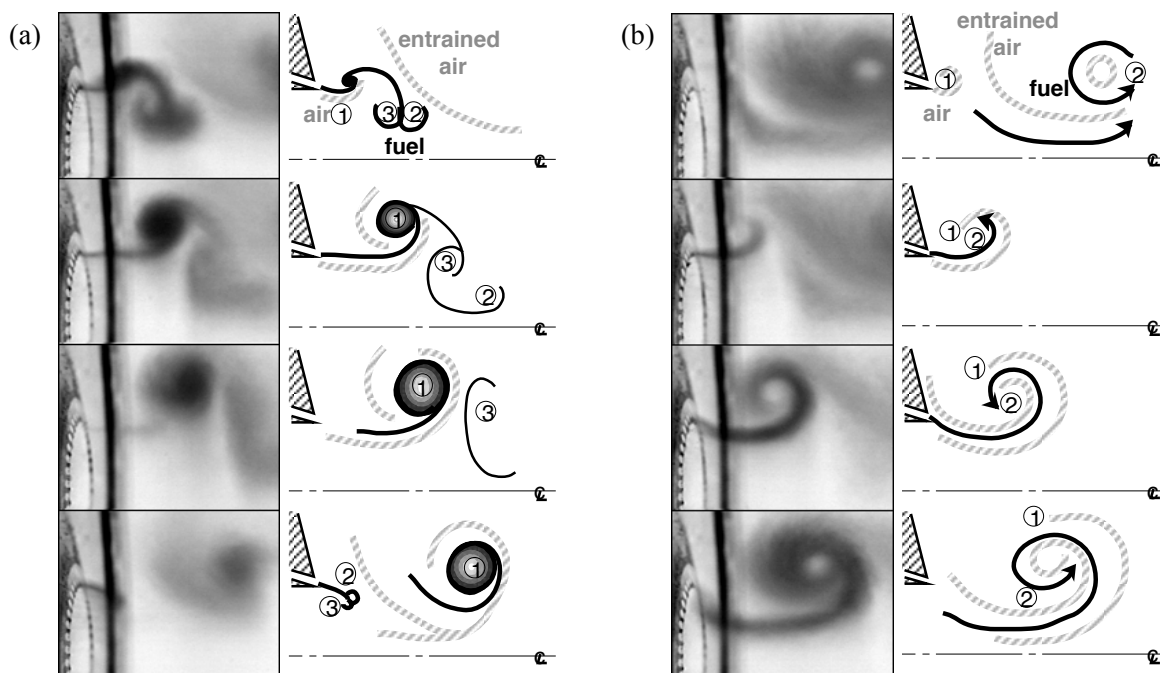 (a)
entrained
air
air ①
③ ②
fuel
℄
①
③
②
℄
①
③
℄
②
③
①
℄
(b)
entrained
air
①
air
fuel
②
℄
①
②
℄
①
②
℄
①
②
℄